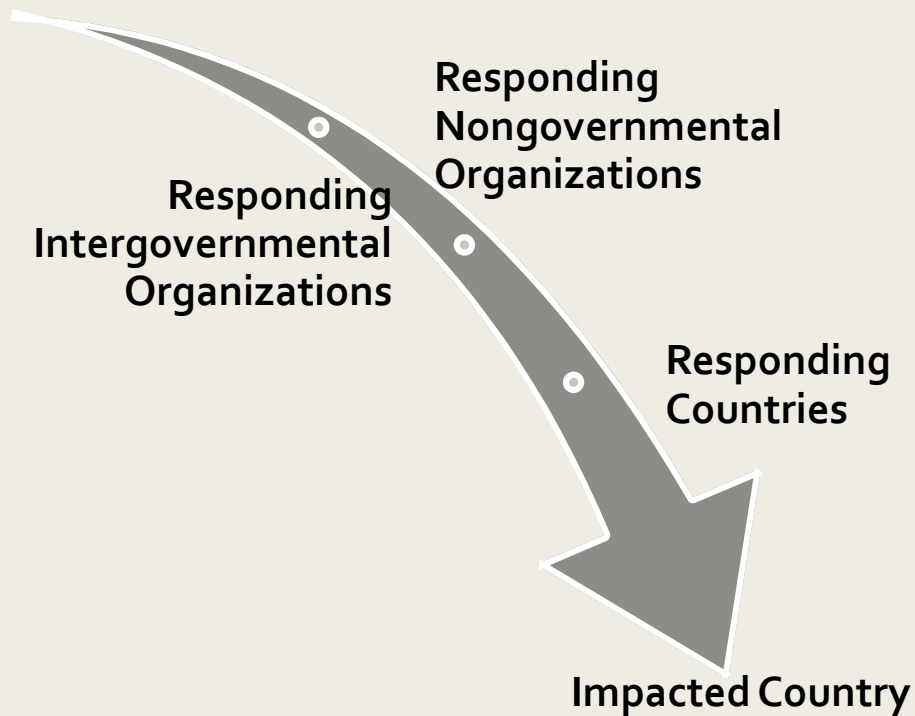 Responding
Nongovernmental
Organizations
Responding
Intergovernmental
Organizations
Responding
Countries
Impacted Country